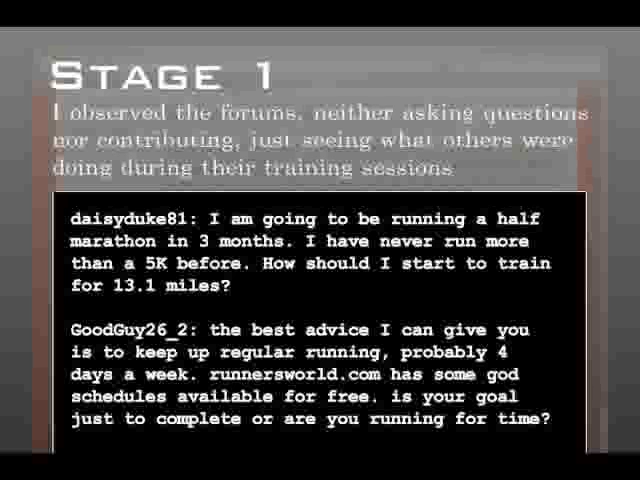 STAGE 1
I observed the forums, neither asking questions
nor contributing, just seeing what others were
doing during their training sessions
daisyduke81: I am going to be running a half
marathon in 3 months. I have never run more
than a 5K before. How should I start to train
for 13.1 miles?
GoodGuy26_2: the best advice I can give you
is to keep up regular running, probably 4
days a week. runnersworld.com has some god
schedules available for free. is your goal
just to complete or are you running for time?